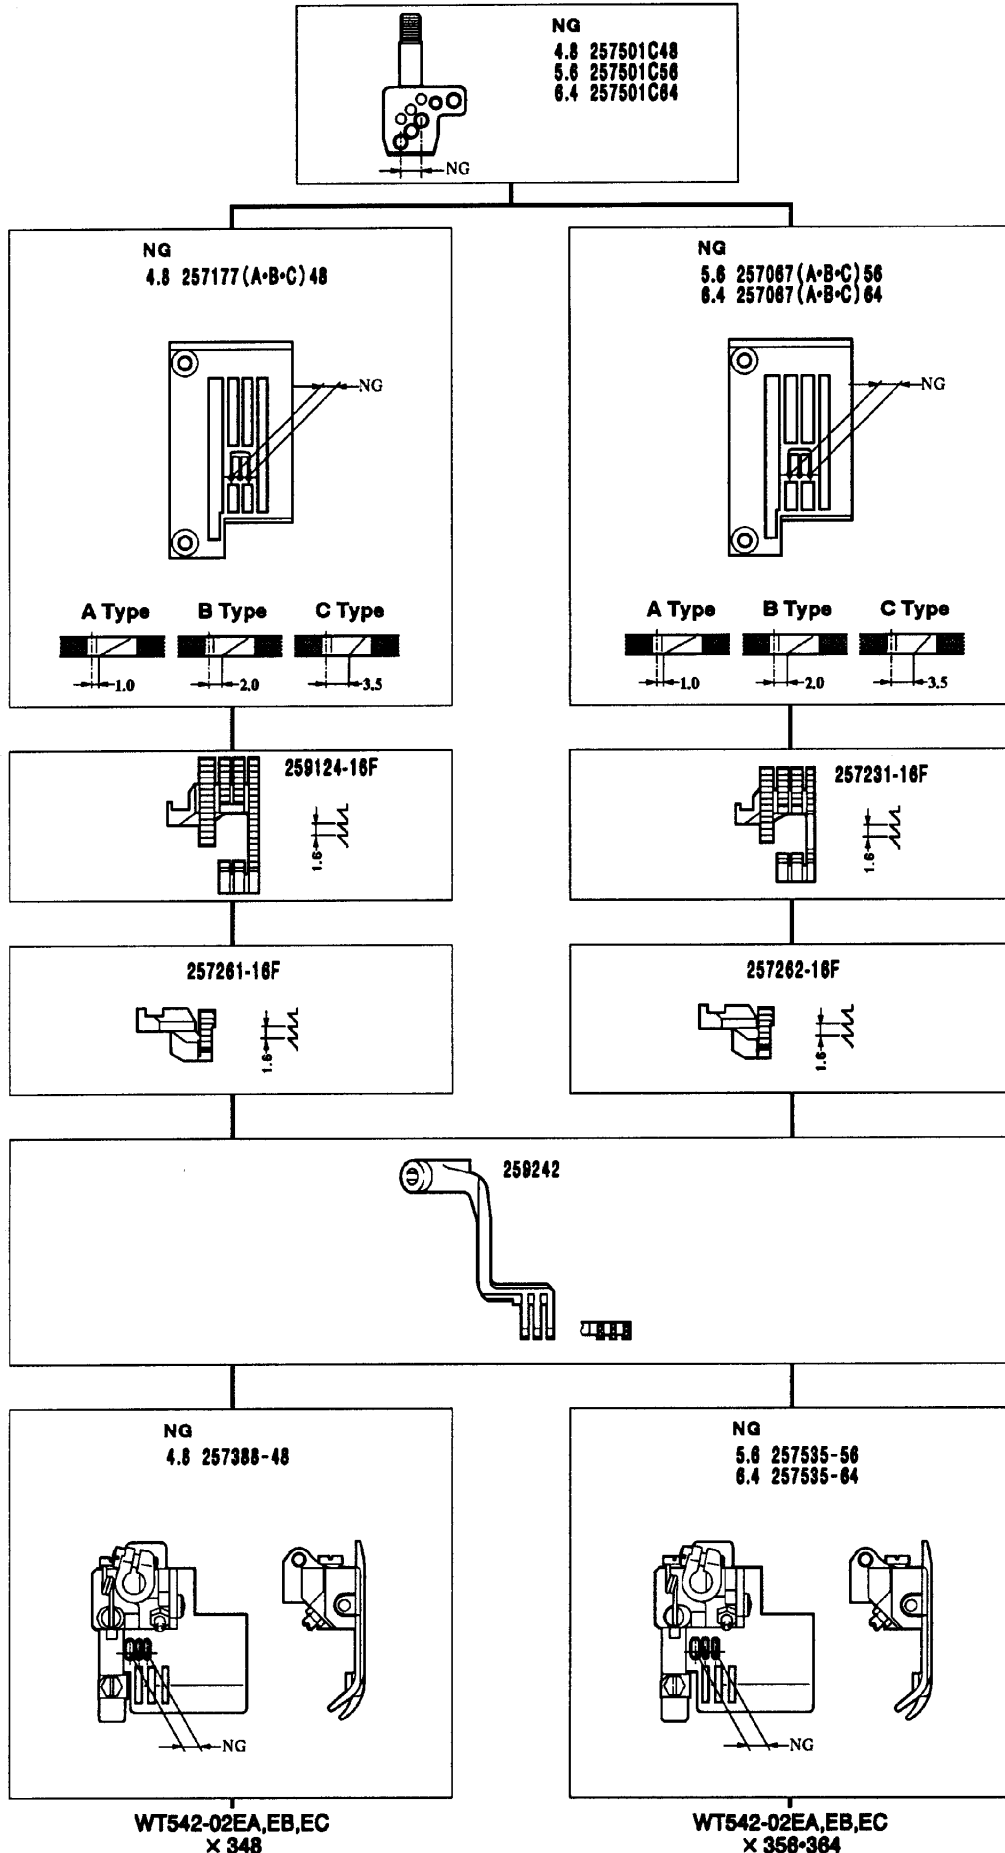 NG
4.8 257501C48
5.6 257501C56
6.4 257501C64
NG
NG
4.8 257177(A•B•C)48
NG
A Type B Type C Type
1.0 2.0 3.5
NG
5.6 257067(A•B•C)56
6.4 257067(A•B•C)64
NG
A Type B Type C Type
1.0 2.0 3.5
259124-16F
1.6
257231-16F
1.6
257261-16F
1.6
257262-16F
1.6
259242
NG
4.8 257388-48
NG
NG
5.6 257535-56
6.4 257535-64
NG
WT542-02EA,EB,EC
× 348
WT542-02EA,EB,EC
× 356•364